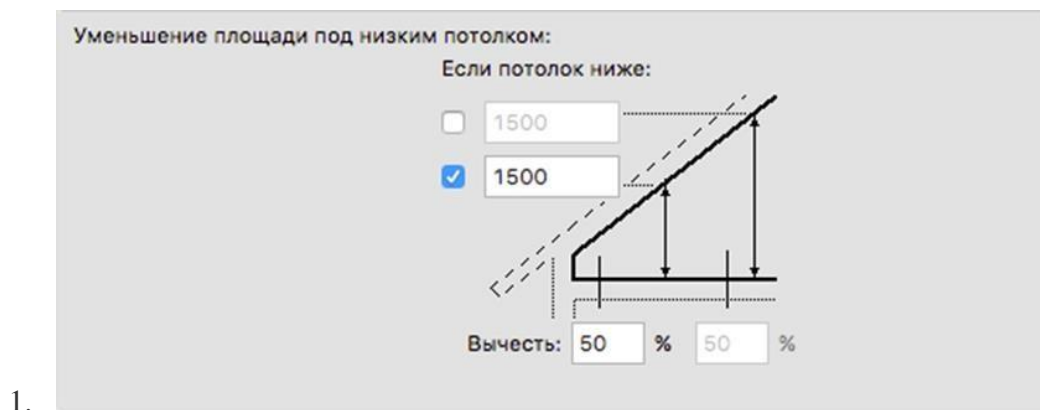 Уменьшение площади под низким потолком:
Если потолок ниже:
1500
1500
Вычесть: 50 % 50 %
1.